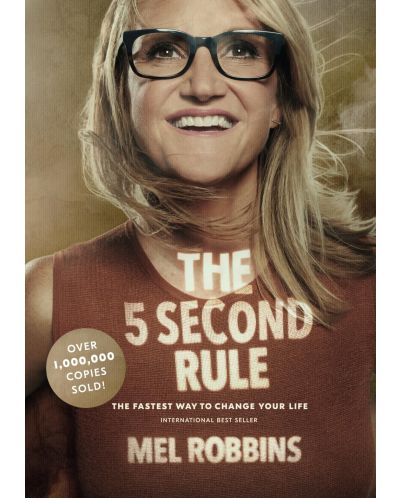 THE
5 SECOND
RULE
OVER
1,000,000
COPIES
SOLD!
THE FASTEST WAY TO CHANGE YOUR LIFE
INTERNATIONAL BEST SELLER
MEL ROBBINS